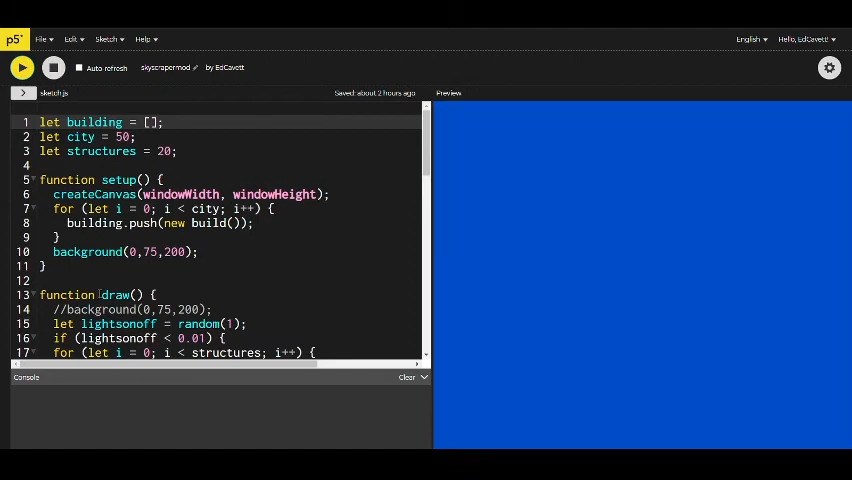 p5*
File Edit Sketch Help English Hello, EdCavett!
Auto refresh skyscrapermod by EdCavett
sketch.js Saved: about 2 hours ago Preview
1 let building = [];
2 let city = 50;
3 let structures = 20;
4
5 function setup() {
6 createCanvas(windowWidth, windowHeight);
7 for (let i = 0; i < city; i++) {
8 building.push(new build());
9 }
10 background(0,75,200);
11 }
12
13 function draw() {
14 //background(0,75,200);
15 let lightsonoff = random(1);
16 if (lightsonoff < 0.01) {
17 for (let i = 0; i < structures; i++) {
Console Clear